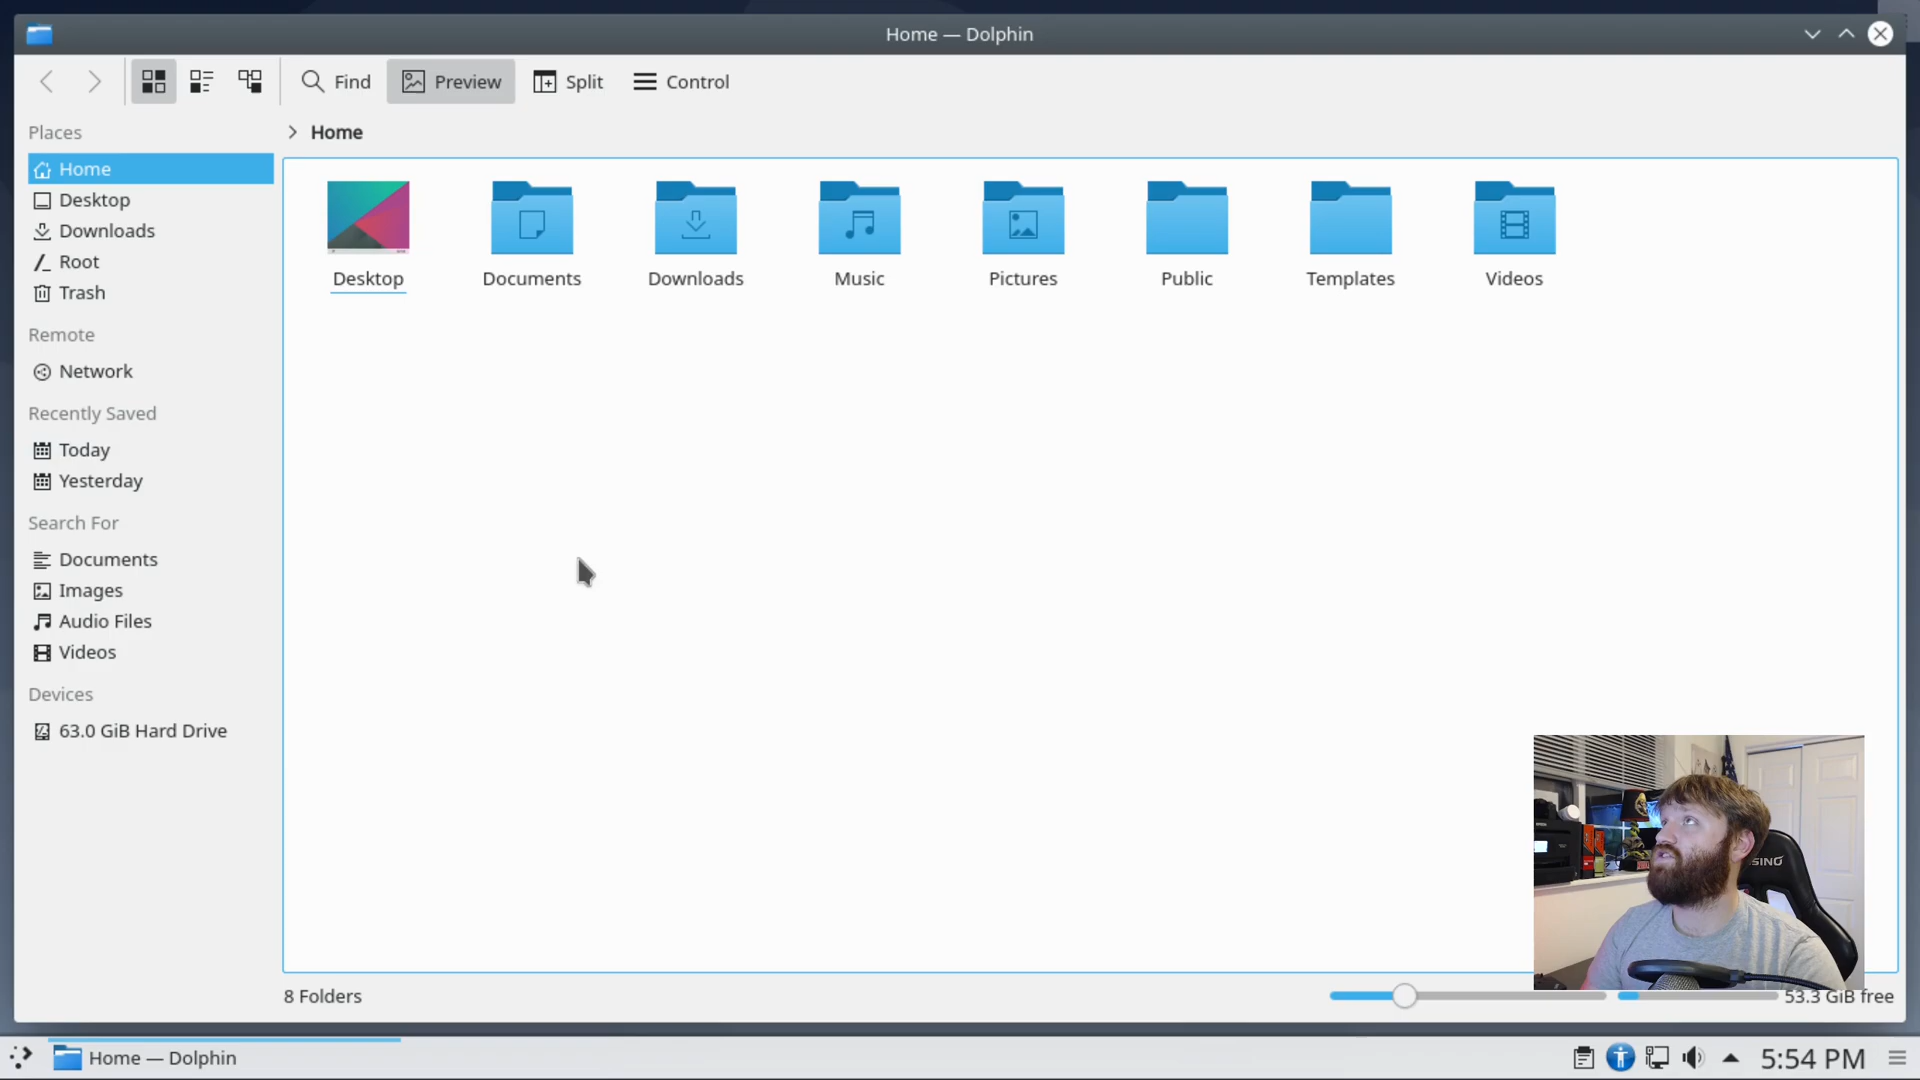 Home — Dolphin
Find
Preview
Split
Control
Places
Home
Desktop
Downloads
Root
Trash
Remote
Network
Recently Saved
Today
Yesterday
Search For
Documents
Images
Audio Files
Videos
Devices
63.0 GiB Hard Drive
Home
Desktop
Documents
Downloads
Music
Pictures
Public
Templates
Videos
SINO
8 Folders
53.3 GiB free
Home — Dolphin
5:54 PM